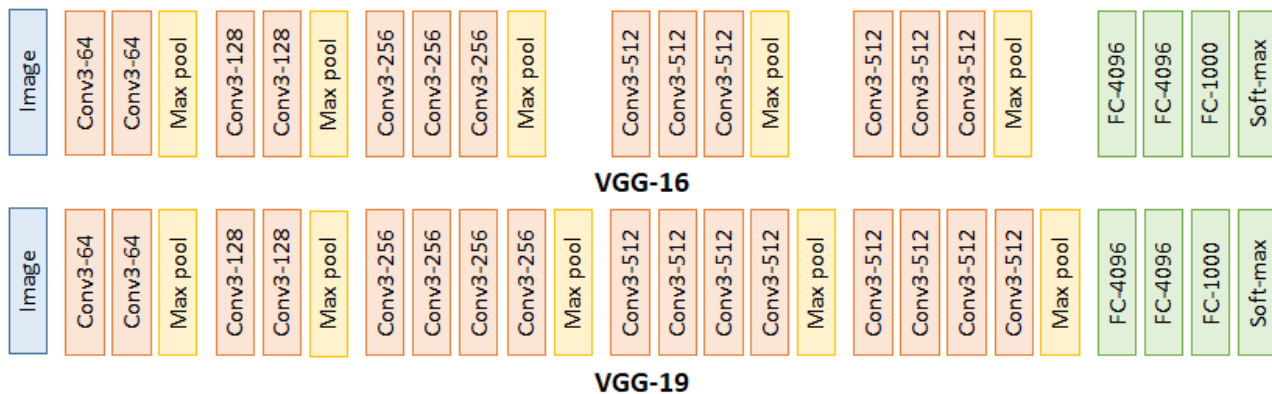 Image
Conv3-64
Conv3-64
Max pool
Conv3-128
Conv3-128
Max pool
Conv3-256
Conv3-256
Conv3-256
Max pool
Conv3-512
Conv3-512
Conv3-512
Max pool
Conv3-512
Conv3-512
Conv3-512
Max pool
FC-4096
FC-4096
FC-1000
Soft-max
VGG-16
Image
Conv3-64
Conv3-64
Max pool
Conv3-128
Conv3-128
Max pool
Conv3-256
Conv3-256
Conv3-256
Conv3-256
Max pool
Conv3-512
Conv3-512
Conv3-512
Conv3-512
Max pool
Conv3-512
Conv3-512
Conv3-512
Conv3-512
Max pool
FC-4096
FC-4096
FC-1000
Soft-max
VGG-19